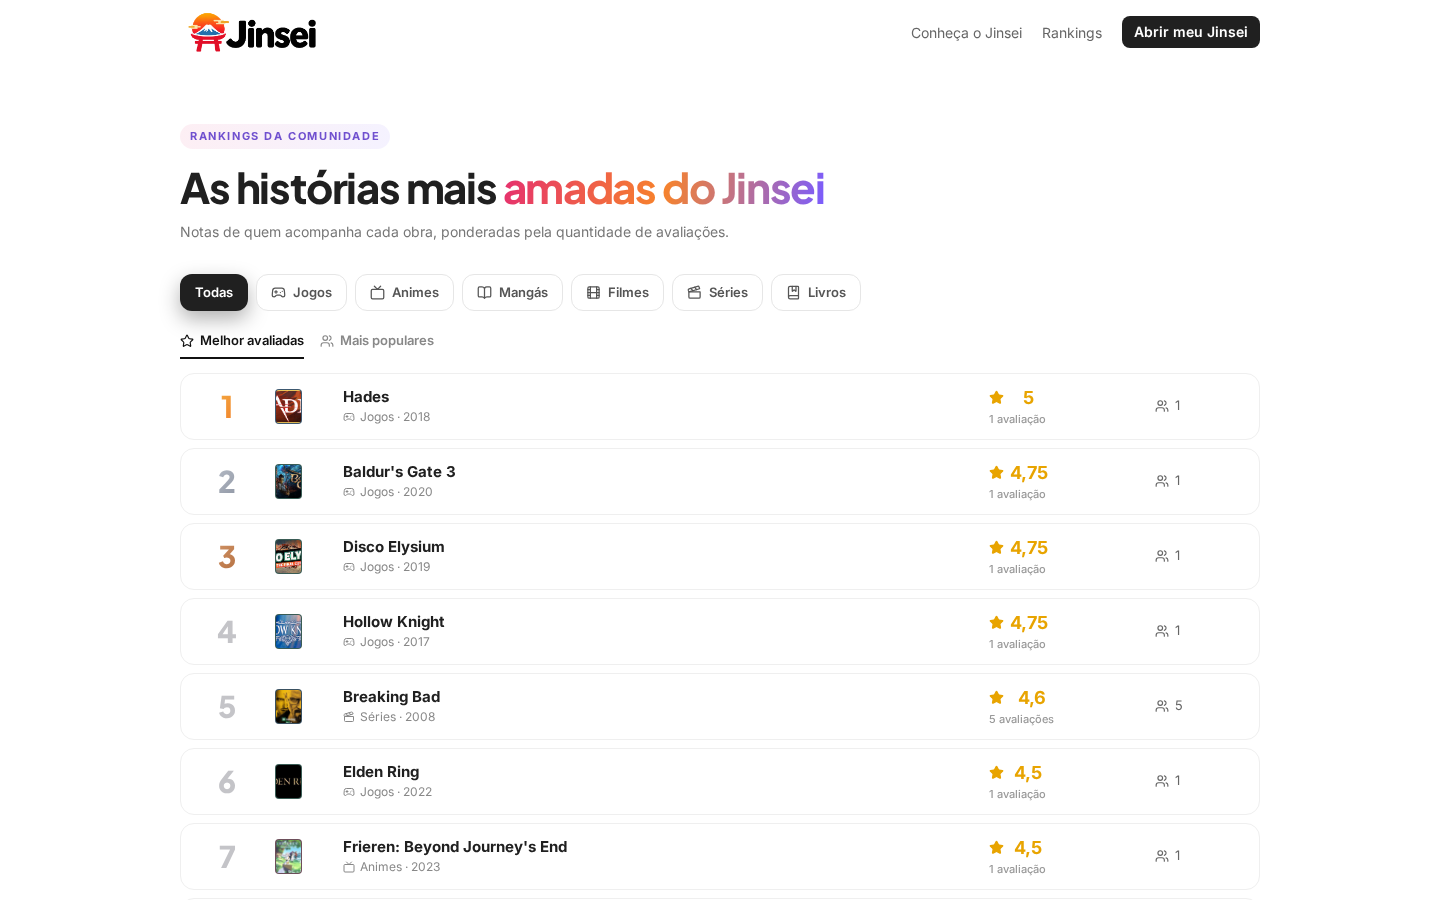 Jinsei
Conheça o Jinsei
Rankings
Abrir meu Jinsei
RANKINGS DA COMUNIDADE
As histórias mais amadas do Jinsei
Notas de quem acompanha cada obra, ponderadas pela quantidade de avaliações.
Todas
Jogos
Animes
Mangás
Filmes
Séries
Livros
Melhor avaliadas
Mais populares
1
Hades
Jogos · 2018
5
1 avaliação
1
2
Baldur's Gate 3
Jogos · 2020
4,75
1 avaliação
1
3
Disco Elysium
Jogos · 2019
4,75
1 avaliação
1
4
Hollow Knight
Jogos · 2017
4,75
1 avaliação
1
5
Breaking Bad
Séries · 2008
4,6
5 avaliações
5
6
Elden Ring
Jogos · 2022
4,5
1 avaliação
1
7
Frieren: Beyond Journey's End
Animes · 2023
4,5
1 avaliação
1